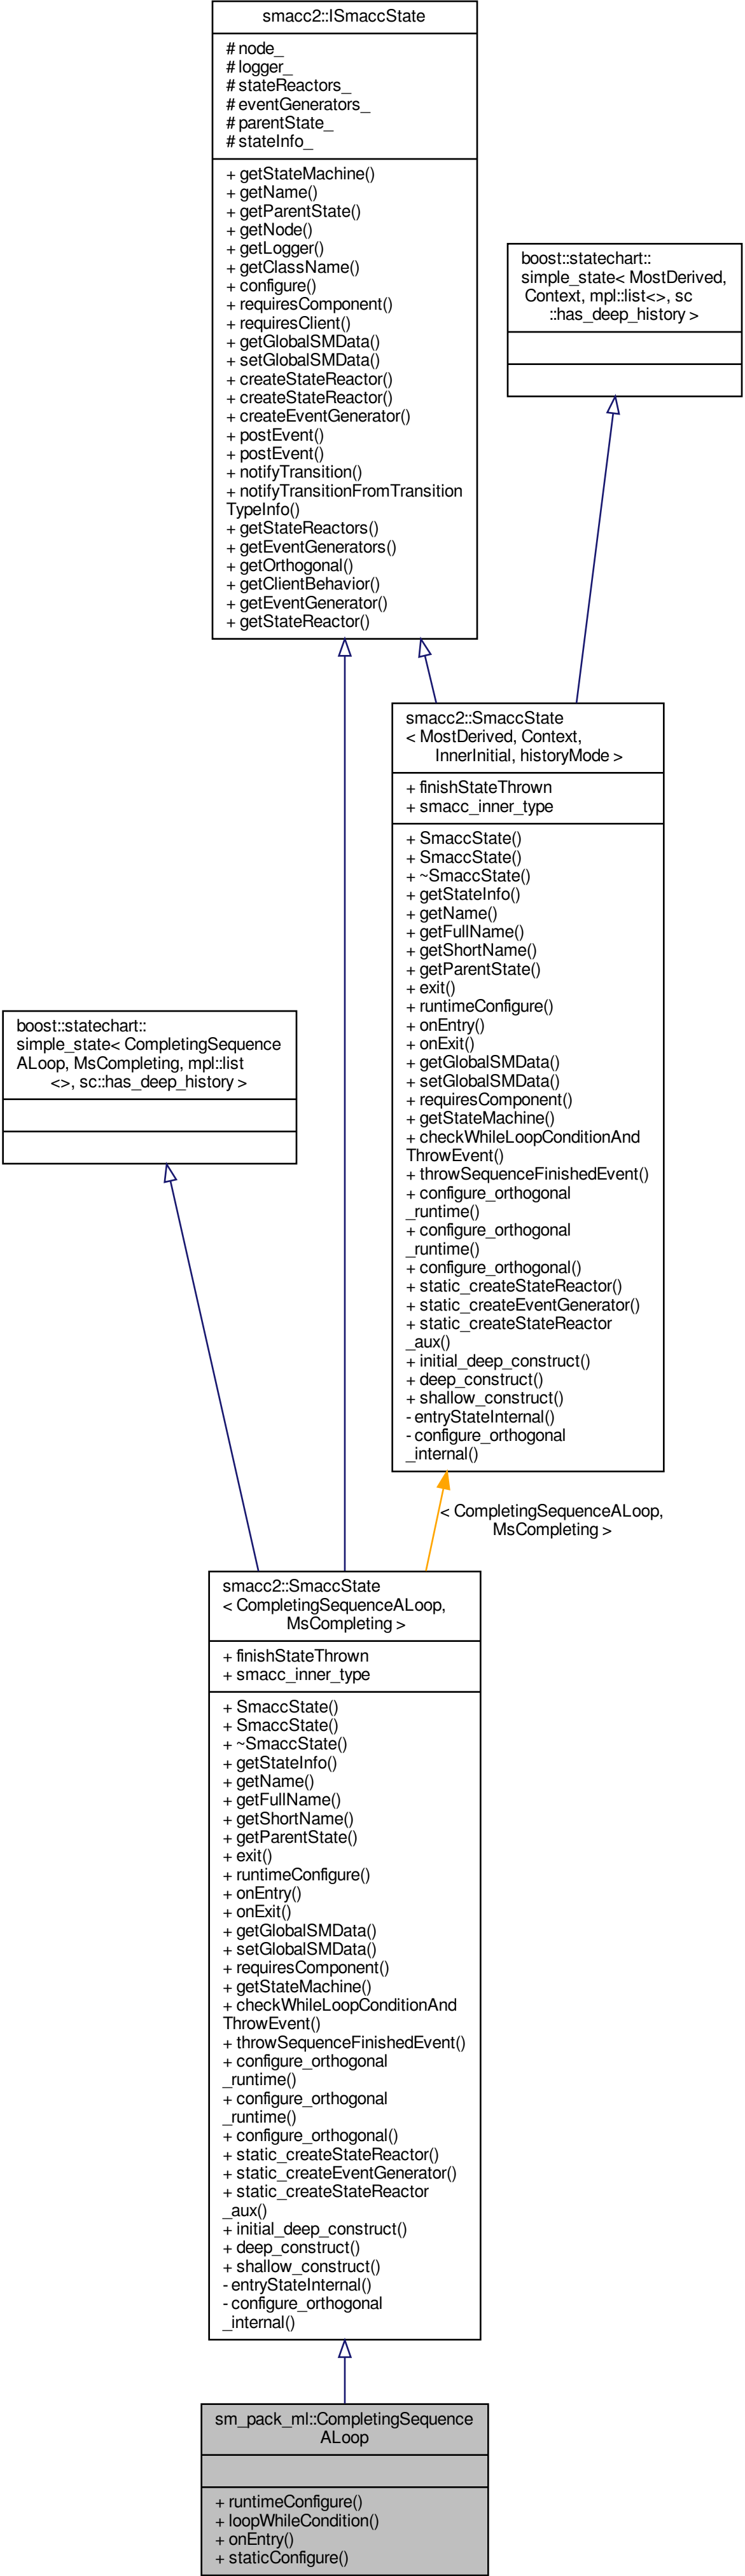 smacc2::ISmaccState
# node_
# logger_
# stateReactors_
# eventGenerators_
# parentState_
# stateInfo_
+ getStateMachine()
+ getName()
+ getParentState()
+ getNode()
+ getLogger()
+ getClassName()
+ configure()
+ requiresComponent()
+ requiresClient()
+ getGlobalSMData()
+ setGlobalSMData()
+ createStateReactor()
+ createStateReactor()
+ createEventGenerator()
+ postEvent()
+ postEvent()
+ notifyTransition()
+ notifyTransitionFromTransition
TypeInfo()
+ getStateReactors()
+ getEventGenerators()
+ getOrthogonal()
+ getClientBehavior()
+ getEventGenerator()
+ getStateReactor()
boost::statechart::
simple_state< MostDerived,
Context, mpl::list<>, sc
::has_deep_history >
smacc2::SmaccState
< MostDerived, Context,
InnerInitial, historyMode >
+ finishStateThrown
+ smacc_inner_type
+ SmaccState()
+ SmaccState()
+ ~SmaccState()
+ getStateInfo()
+ getName()
+ getFullName()
+ getShortName()
+ getParentState()
+ exit()
+ runtimeConfigure()
+ onEntry()
+ onExit()
+ getGlobalSMData()
+ setGlobalSMData()
+ requiresComponent()
+ getStateMachine()
+ checkWhileLoopConditionAnd
ThrowEvent()
+ throwSequenceFinishedEvent()
+ configure_orthogonal
_runtime()
+ configure_orthogonal
_runtime()
+ configure_orthogonal()
+ static_createStateReactor()
+ static_createEventGenerator()
+ static_createStateReactor
_aux()
+ initial_deep_construct()
+ deep_construct()
+ shallow_construct()
- entryStateInternal()
- configure_orthogonal
_internal()
boost::statechart::
simple_state< CompletingSequence
ALoop, MsCompleting, mpl::list
<>, sc::has_deep_history >
< CompletingSequenceALoop,
MsCompleting >
smacc2::SmaccState
< CompletingSequenceALoop,
MsCompleting >
+ finishStateThrown
+ smacc_inner_type
+ SmaccState()
+ SmaccState()
+ ~SmaccState()
+ getStateInfo()
+ getName()
+ getFullName()
+ getShortName()
+ getParentState()
+ exit()
+ runtimeConfigure()
+ onEntry()
+ onExit()
+ getGlobalSMData()
+ setGlobalSMData()
+ requiresComponent()
+ getStateMachine()
+ checkWhileLoopConditionAnd
ThrowEvent()
+ throwSequenceFinishedEvent()
+ configure_orthogonal
_runtime()
+ configure_orthogonal
_runtime()
+ configure_orthogonal()
+ static_createStateReactor()
+ static_createEventGenerator()
+ static_createStateReactor
_aux()
+ initial_deep_construct()
+ deep_construct()
+ shallow_construct()
- entryStateInternal()
- configure_orthogonal
_internal()
sm_pack_ml::CompletingSequence
ALoop
+ runtimeConfigure()
+ loopWhileCondition()
+ onEntry()
+ staticConfigure()